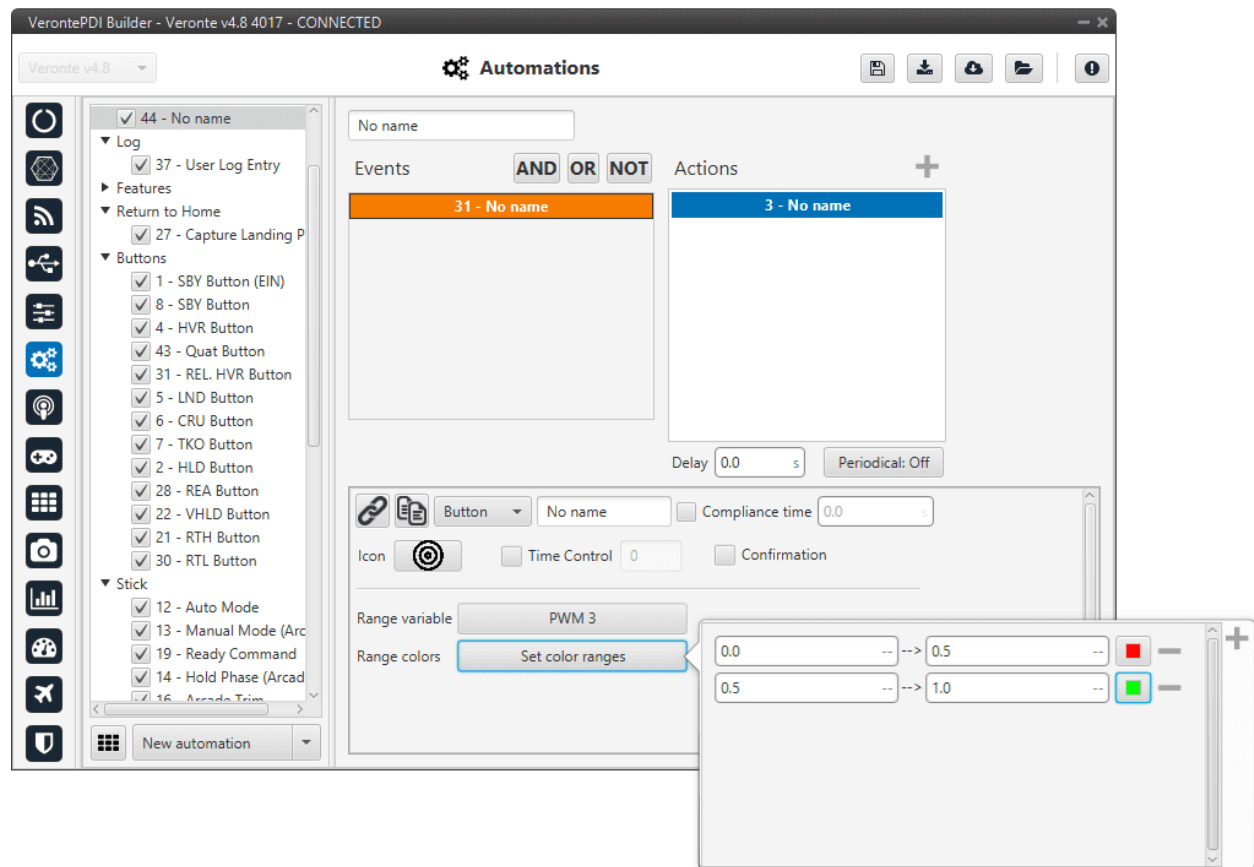 VerontePDI Builder - Veronte v4.8 4017 - CONNECTED
Veronte v4.8
Automations
44 - No name
Log
37 - User Log Entry
Features
Return to Home
27 - Capture Landing P
Buttons
1 - SBY Button (EIN)
8 - SBY Button
4 - HVR Button
43 - Quat Button
31 - REL. HVR Button
5 - LND Button
6 - CRU Button
7 - TKO Button
2 - HLD Button
28 - REA Button
22 - VHLD Button
21 - RTH Button
30 - RTL Button
Stick
12 - Auto Mode
13 - Manual Mode (Arc
19 - Ready Command
14 - Hold Phase (Arcad
16 - Arcade Trim
New automation
No name
Events AND OR NOT
31 - No name
Actions
3 - No name
Delay 0.0 s Periodical: Off
Button No name Compliance time 0.0 s
Icon Time Control 0 Confirmation
Range variable PWM 3
Range colors Set color ranges
0.0 -- --> 0.5 --
0.5 -- --> 1.0 --